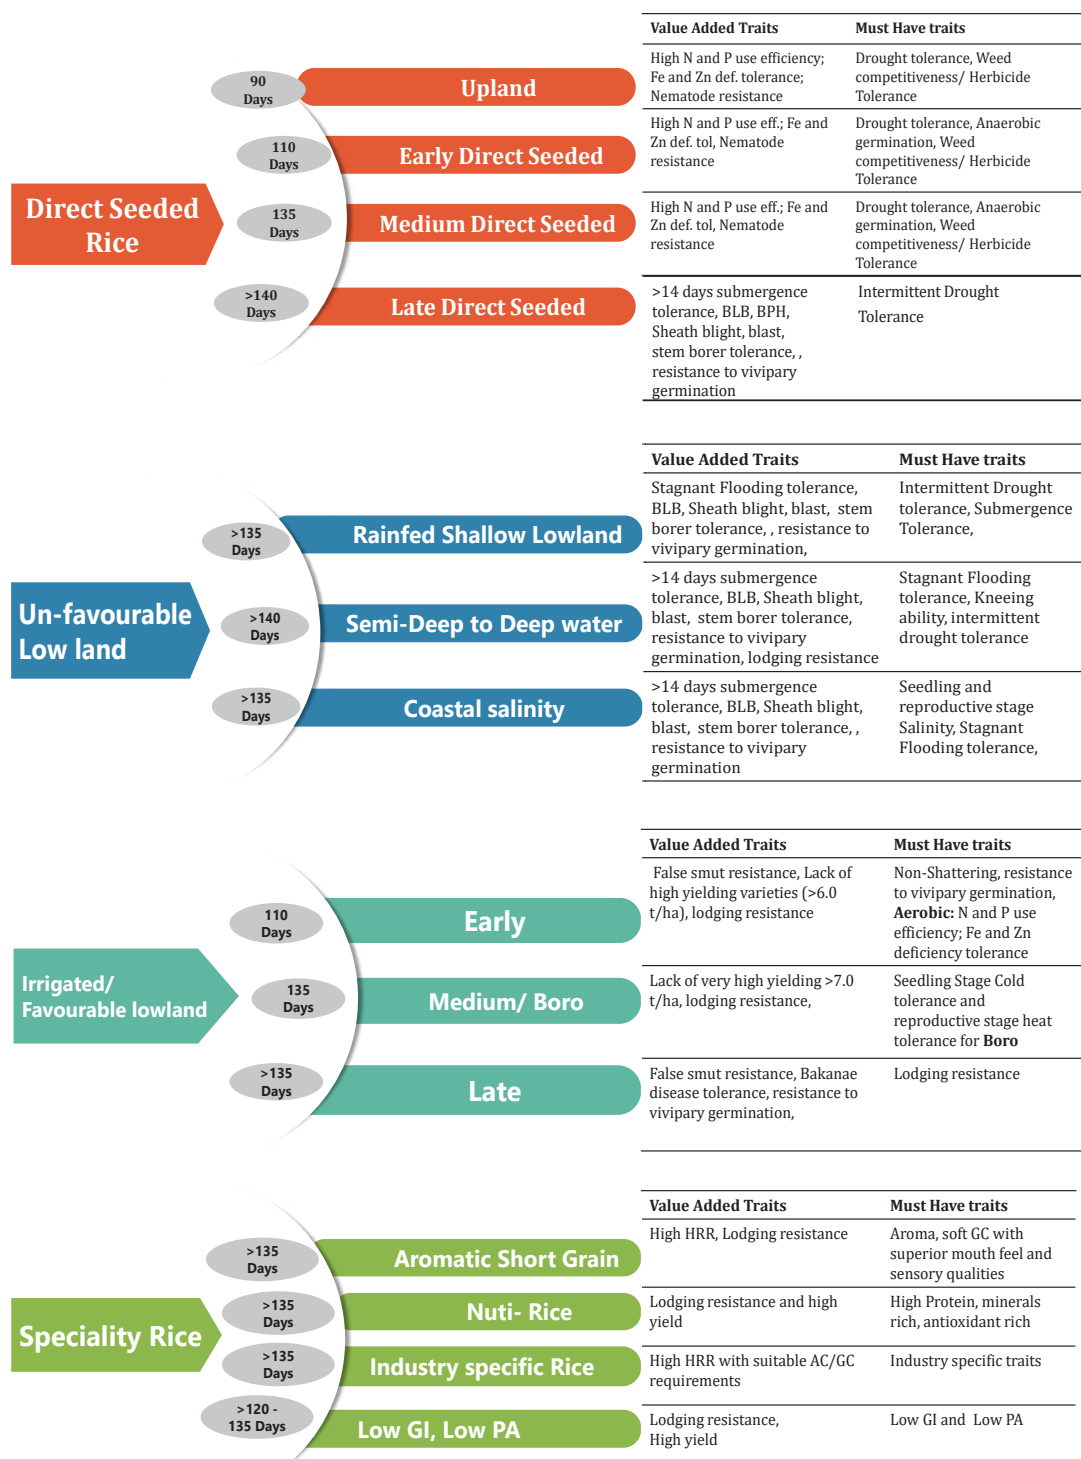 Value Added Traits
Must Have traits
Direct Seeded
Rice
90
Days
Upland
High N and P use efficiency;
Fe and Zn def. tolerance;
Nematode resistance
Drought tolerance, Weed
competitiveness/ Herbicide
Tolerance
110
Days
Early Direct Seeded
High N and P use eff.; Fe and
Zn def. tol, Nematode
resistance
Drought tolerance, Anaerobic
germination, Weed
competitiveness/ Herbicide
Tolerance
135
Days
Medium Direct Seeded
High N and P use eff.; Fe and
Zn def. tol, Nematode
resistance
Drought tolerance, Anaerobic
germination, Weed
competitiveness/ Herbicide
Tolerance
>140
Days
Late Direct Seeded
>14 days submergence
tolerance, BLB, BPH,
Sheath blight, blast,
stem borer tolerance, ,
resistance to vivipary
germination
Intermittent Drought
Tolerance
Value Added Traits
Must Have traits
Un-favourable
Low land
>135
Days
Rainfed Shallow Lowland
Stagnant Flooding tolerance,
BLB, Sheath blight, blast, stem
borer tolerance, , resistance to
vivipary germination,
Intermittent Drought
tolerance, Submergence
Tolerance,
>140
Days
Semi-Deep to Deep water
>14 days submergence
tolerance, BLB, Sheath blight,
blast, stem borer tolerance,
resistance to vivipary
germination, lodging resistance
Stagnant Flooding
tolerance, Kneeing
ability, intermittent
drought tolerance
>135
Days
Coastal salinity
>14 days submergence
tolerance, BLB, Sheath blight,
blast, stem borer tolerance, ,
resistance to vivipary
germination
Seedling and
reproductive stage
Salinity, Stagnant
Flooding tolerance,
Value Added Traits
Must Have traits
Irrigated/
Favourable lowland
110
Days
Early
False smut resistance, Lack of
high yielding varieties (>6.0
t/ha), lodging resistance
Non-Shattering, resistance
to vivipary germination,
Aerobic: N and P use
efficiency; Fe and Zn
deficiency tolerance
135
Days
Medium/ Boro
Lack of very high yielding >7.0
t/ha, lodging resistance,
Seedling Stage Cold
tolerance and
reproductive stage heat
tolerance for Boro
>135
Days
Late
False smut resistance, Bakanae
disease tolerance, resistance to
vivipary germination,
Lodging resistance
Value Added Traits
Must Have traits
Speciality Rice
>135
Days
Aromatic Short Grain
High HRR, Lodging resistance
Aroma, soft GC with
superior mouth feel and
sensory qualities
>135
Days
Nuti- Rice
Lodging resistance and high
yield
High Protein, minerals
rich, antioxidant rich
>135
Days
Industry specific Rice
High HRR with suitable AC/GC
requirements
Industry specific traits
>120 -
135 Days
Low GI, Low PA
Lodging resistance,
High yield
Low GI and Low PA